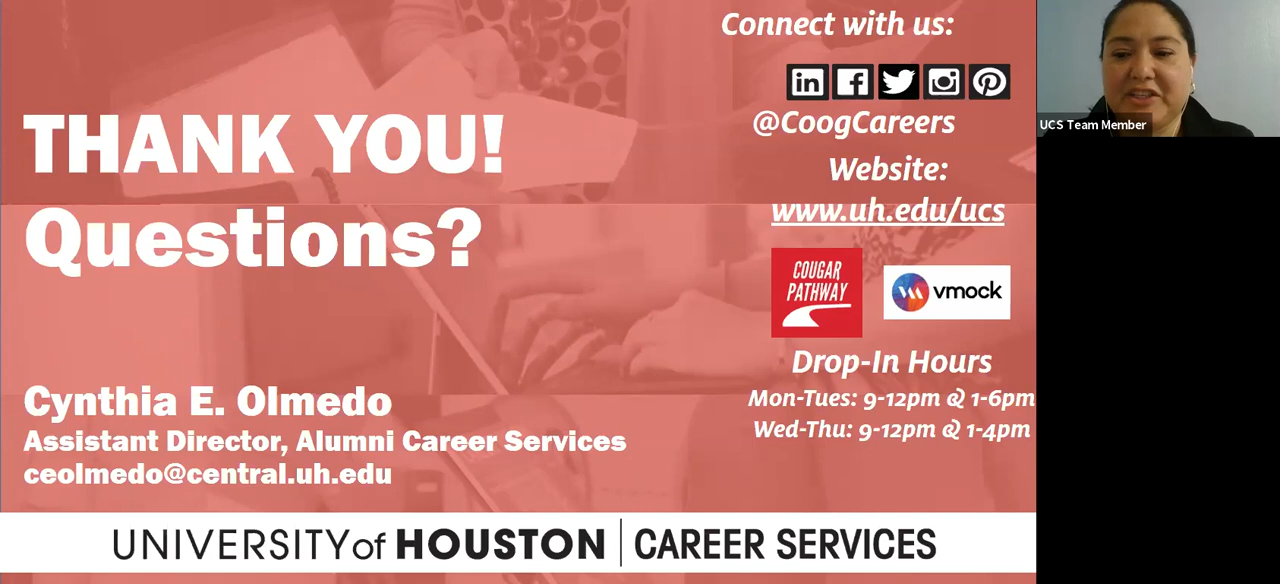 THANK YOU!
Questions?
Cynthia E. Olmedo
Assistant Director, Alumni Career Services
ceolmedo@central.uh.edu
Connect with us:
in
@CoogCareers
Website:
www.uh.edu/ucs
COUGAR
PATHWAY
vmock
Drop-In Hours
Mon-Tues: 9-12pm @ 1-6pm
Wed-Thu: 9-12pm @ 1-4pm
UNIVERSITY of HOUSTON | CAREER SERVICES
UCS Team Member